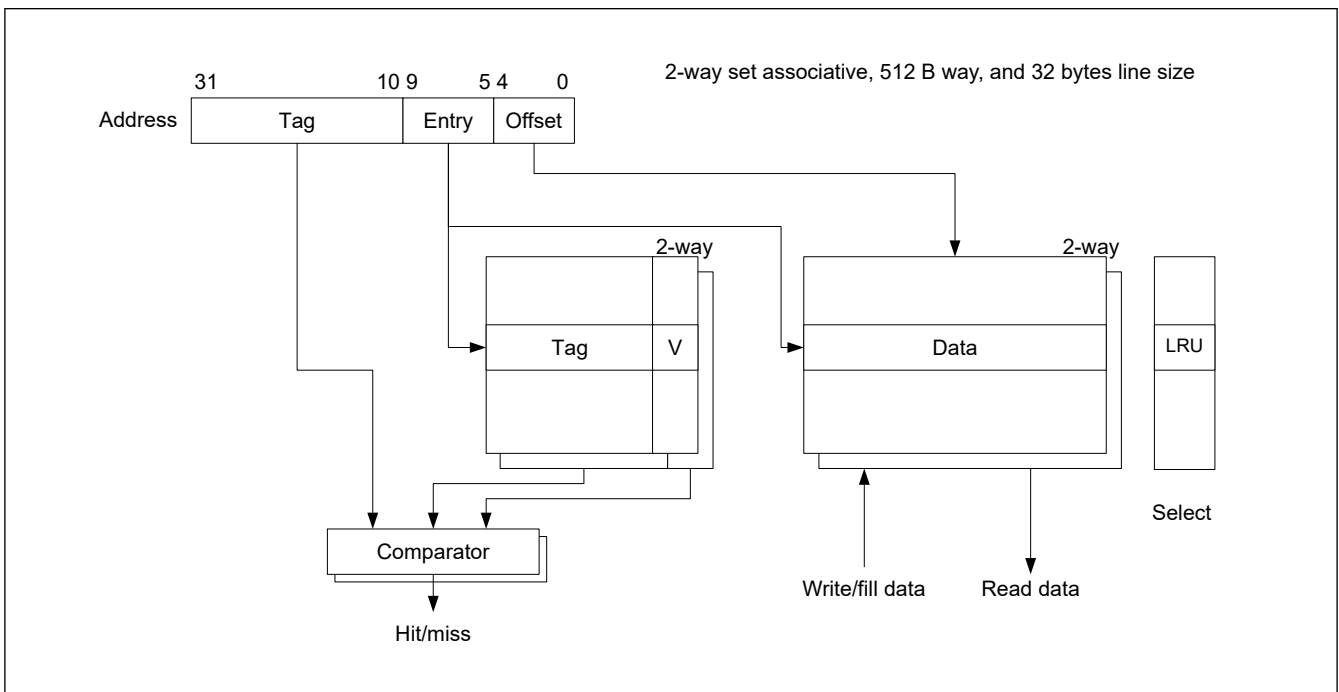 2-way set associative, 512 B way, and 32 bytes line size
31 10 9 5 4 0
Address Tag Entry Offset
2-way 2-way
Tag V Data LRU
Select
Comparator
Write/fill data Read data
Hit/miss